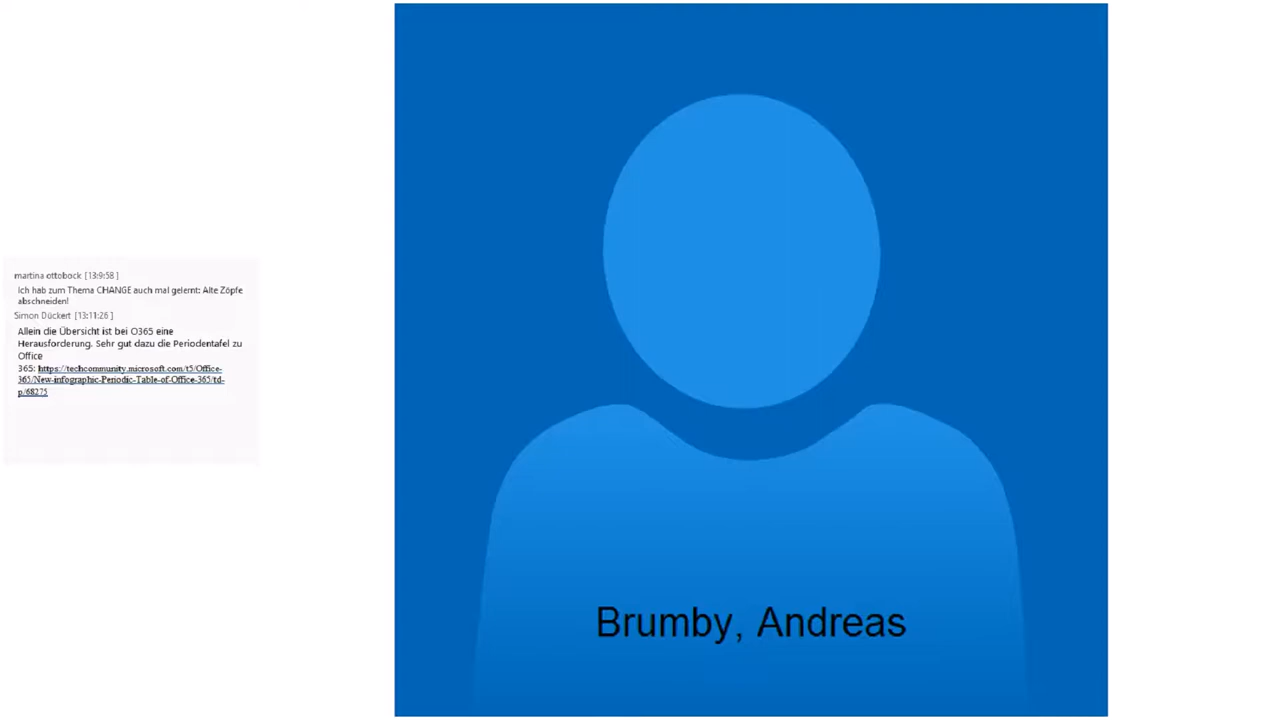 martina ottobock [13:9:58 ]
Ich hab zum Thema CHANGE auch mal gelernt: Alte Zöpfe
abschneiden!
Simon Dückert [13:11:26 ]
Allein die Übersicht ist bei O365 eine
Herausforderung. Sehr gut dazu die Periodentafel zu
Office
365: https://techcommunity.microsoft.com/t5/Office-
365/New-infographic-Periodic-Table-of-Office-365/td-
p/68275
Brumby, Andreas